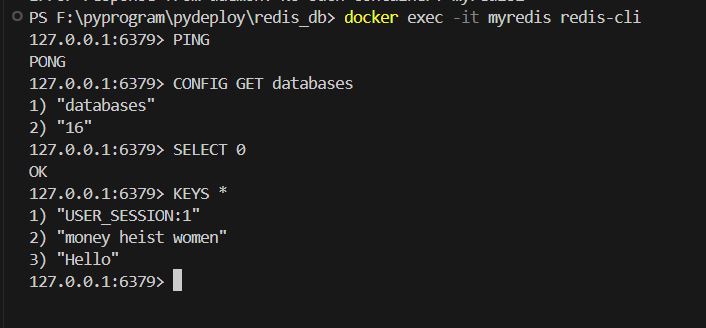 PS F:\pyprogram\pydeploy\redis_db> docker exec -it myredis redis-cli
127.0.0.1:6379> PING
PONG
127.0.0.1:6379> CONFIG GET databases
1) "databases"
2) "16"
127.0.0.1:6379> SELECT 0
OK
127.0.0.1:6379> KEYS *
1) "USER_SESSION:1"
2) "money heist women"
3) "Hello"
127.0.0.1:6379>